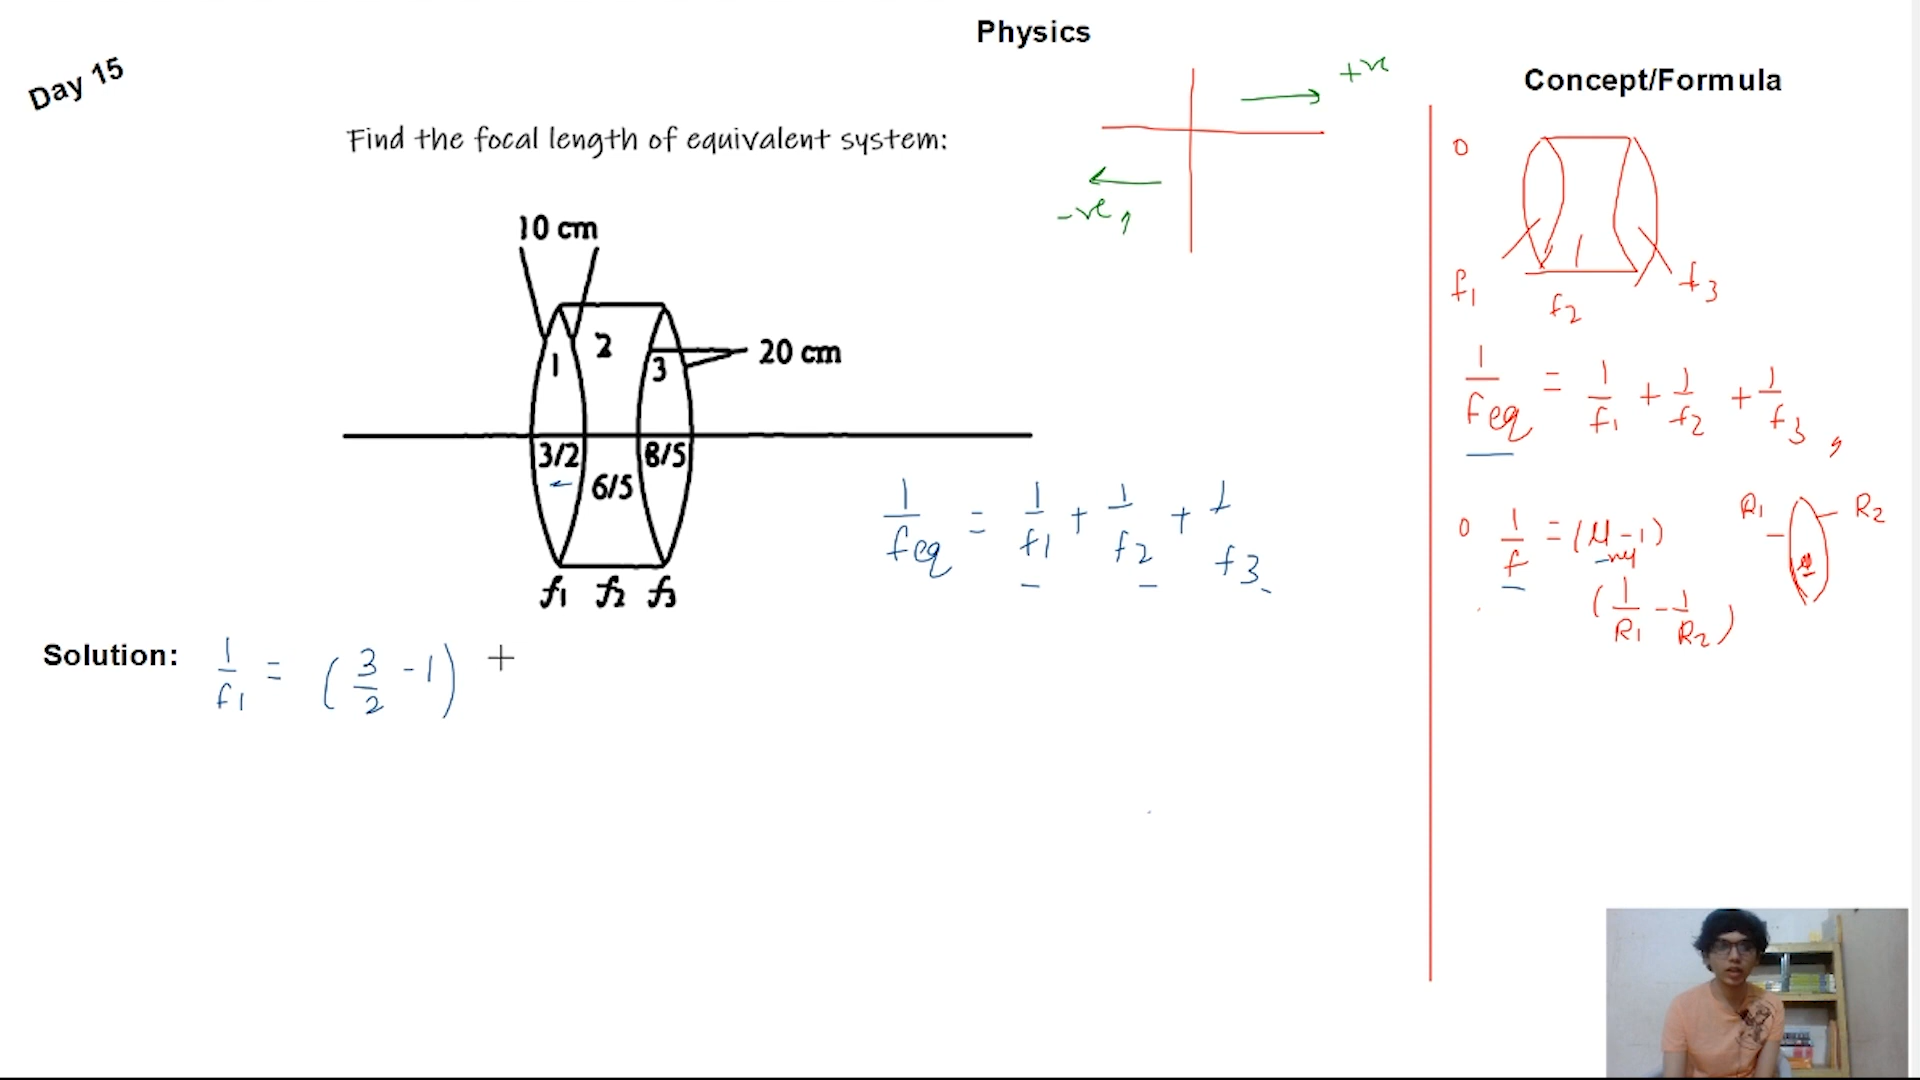 Physics
Day 15
Concept/Formula
Find the focal length of equivalent system:
+ve
-ve,
10 cm
1
2
3
20 cm
3/2
6/5
8/5
f1 f2 f3
1/feq = 1/f1 + 1/f2 + 1/f3
Solution: 1/f1 = (3/2 - 1)
f1
f2
f3
1/feq = 1/f1 + 1/f2 + 1/f3,
1/f = (μ - 1)
(1/R1 - 1/R2)
R1
R2
μ